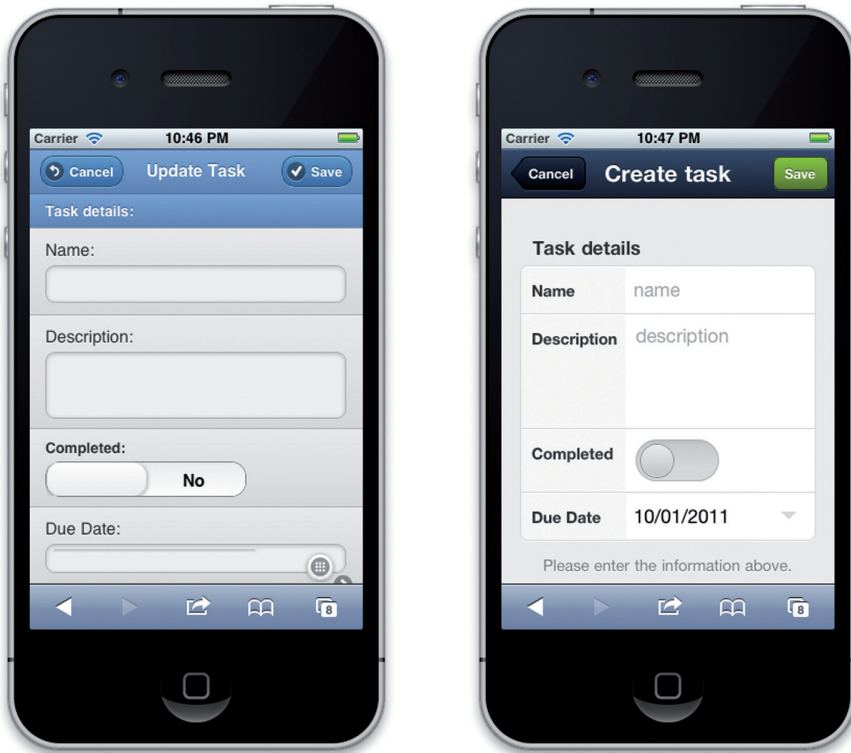 Carrier 10:46 PM
Cancel Update Task Save
Task details:
Name:
Description:
Completed:
No
Due Date:
8
Carrier 10:47 PM
Cancel Create task Save
Task details
Name name
Description description
Completed
Due Date 10/01/2011
Please enter the information above.
8